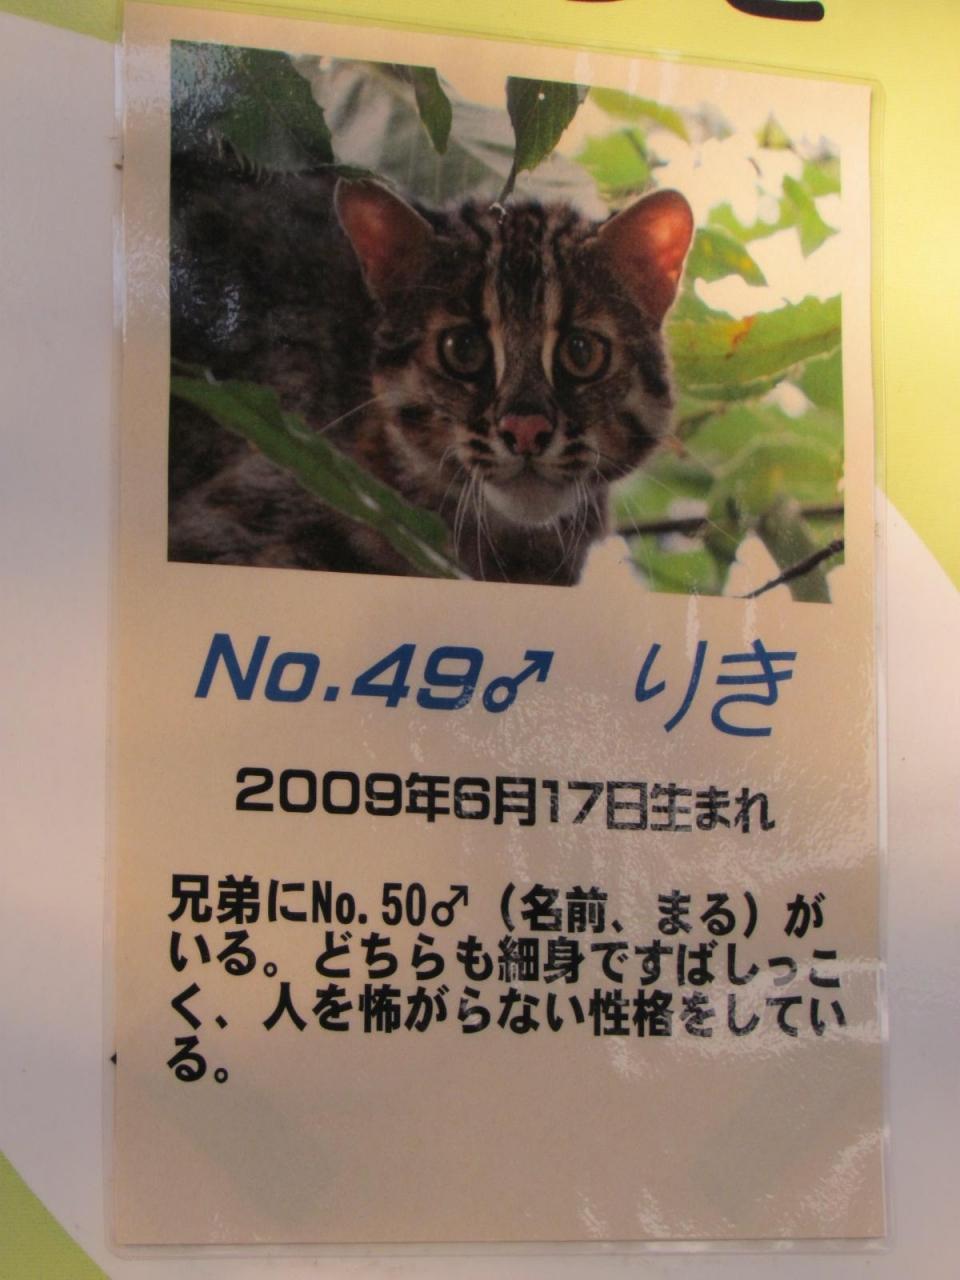 No.49♂ りき
2009年6月17日生まれ
兄弟にNo.50♂（名前、まる）が
いる。どちらも細身ですばしっこ
く、人を怖がらない性格をしてい
る。